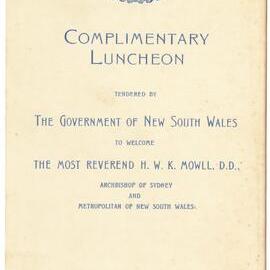 COMPLIMENTARY
LUNCHEON
TENDERED BY
THE GOVERNMENT OF NEW SOUTH WALES
TO WELCOME
THE MOST REVEREND H. W. K. MOWLL, D.D.,
ARCHBISHOP OF SYDNEY
AND
METROPOLITAN OF NEW SOUTH WALES.